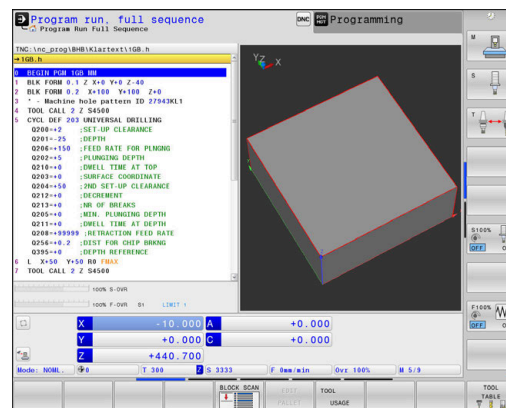 Program run, full sequence
Program Run Full Sequence
DNC
Programming
TNC:\nc_prog\BHB\Klartext\1GB.h
→1GB.h
0 BEGIN PGM 1GB MM
1 BLK FORM 0.1 Z X+0 Y+0 Z-40
2 BLK FORM 0.2 X+100 Y+100 Z+0
3 * - Machine hole pattern ID 27943KL1
4 TOOL CALL 2 Z S4500
5 CYCL DEF 203 UNIVERSAL DRILLING
Q200=+2 ;SET-UP CLEARANCE
Q201=-25 ;DEPTH
Q206=+150 ;FEED RATE FOR PLNGNG
Q202=+5 ;PLUNGING DEPTH
Q210=+0 ;DWELL TIME AT TOP
Q203=+0 ;SURFACE COORDINATE
Q204=+50 ;2ND SET-UP CLEARANCE
Q212=+0 ;DECREMENT
Q213=+0 ;NR OF BREAKS
Q205=+0 ;MIN. PLUNGING DEPTH
Q211=+0 ;DWELL TIME AT DEPTH
Q208=+99999 ;RETRACTION FEED RATE
Q256=+0.2 ;DIST FOR CHIP BRKNG
Q395=+0 ;DEPTH REFERENCE
6 L X+50 Y+50 R0 FMAX
7 TOOL CALL 2 Z S4500
YZ
X
100% S-OVR
100% F-OVR S1 LIMIT 1
X -10.000 A +0.000
Y +0.000 C +0.000
Z +440.700
Mode: NOML. 0 T 300 Z S 3333 F 0mm/min Ovr 100% M 5/9
BLOCK SCAN
EDIT
PALLET
TOOL
USAGE
TOOL
TABLE
M
S
T
S100%
OFF
F100%
OFF